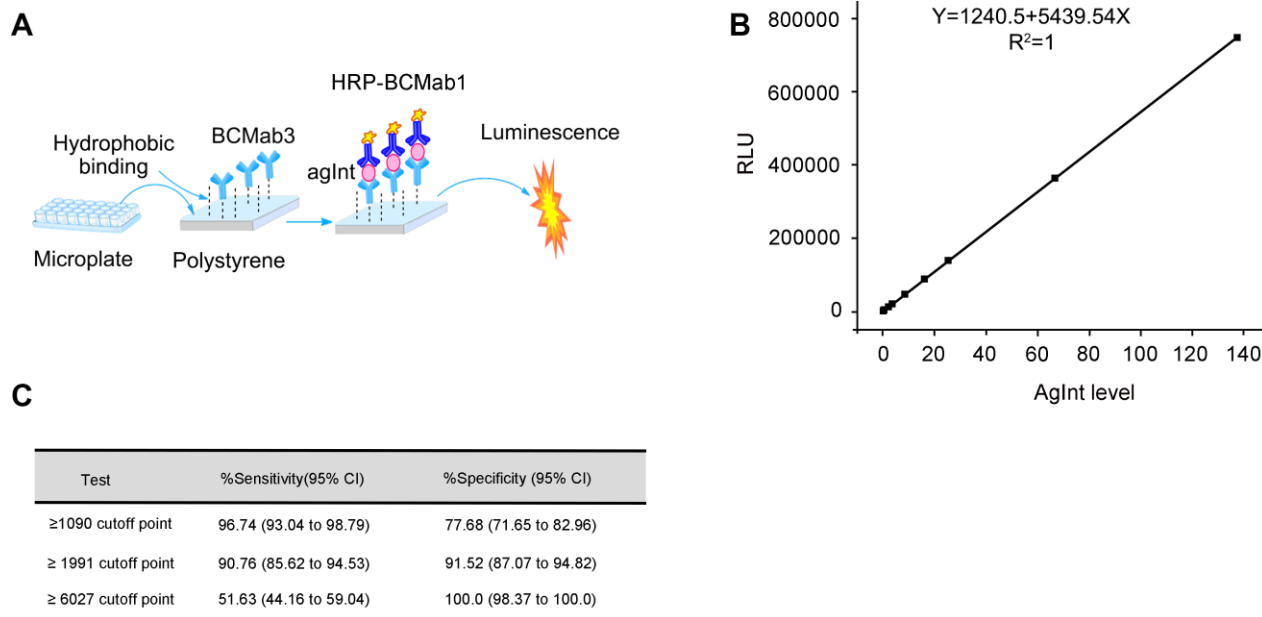 A
HRP-BCMab1
Hydrophobic
binding
BCMab3
agInt
Luminescence
Microplate
Polystyrene
B
Y=1240.5+5439.54X
R²=1
800000
600000
400000
200000
0
RLU
0 20 40 60 80 100 120 140
AgInt level
C
Test %Sensitivity(95% CI) %Specificity (95% CI)
≥1090 cutoff point 96.74 (93.04 to 98.79) 77.68 (71.65 to 82.96)
≥ 1991 cutoff point 90.76 (85.62 to 94.53) 91.52 (87.07 to 94.82)
≥ 6027 cutoff point 51.63 (44.16 to 59.04) 100.0 (98.37 to 100.0)